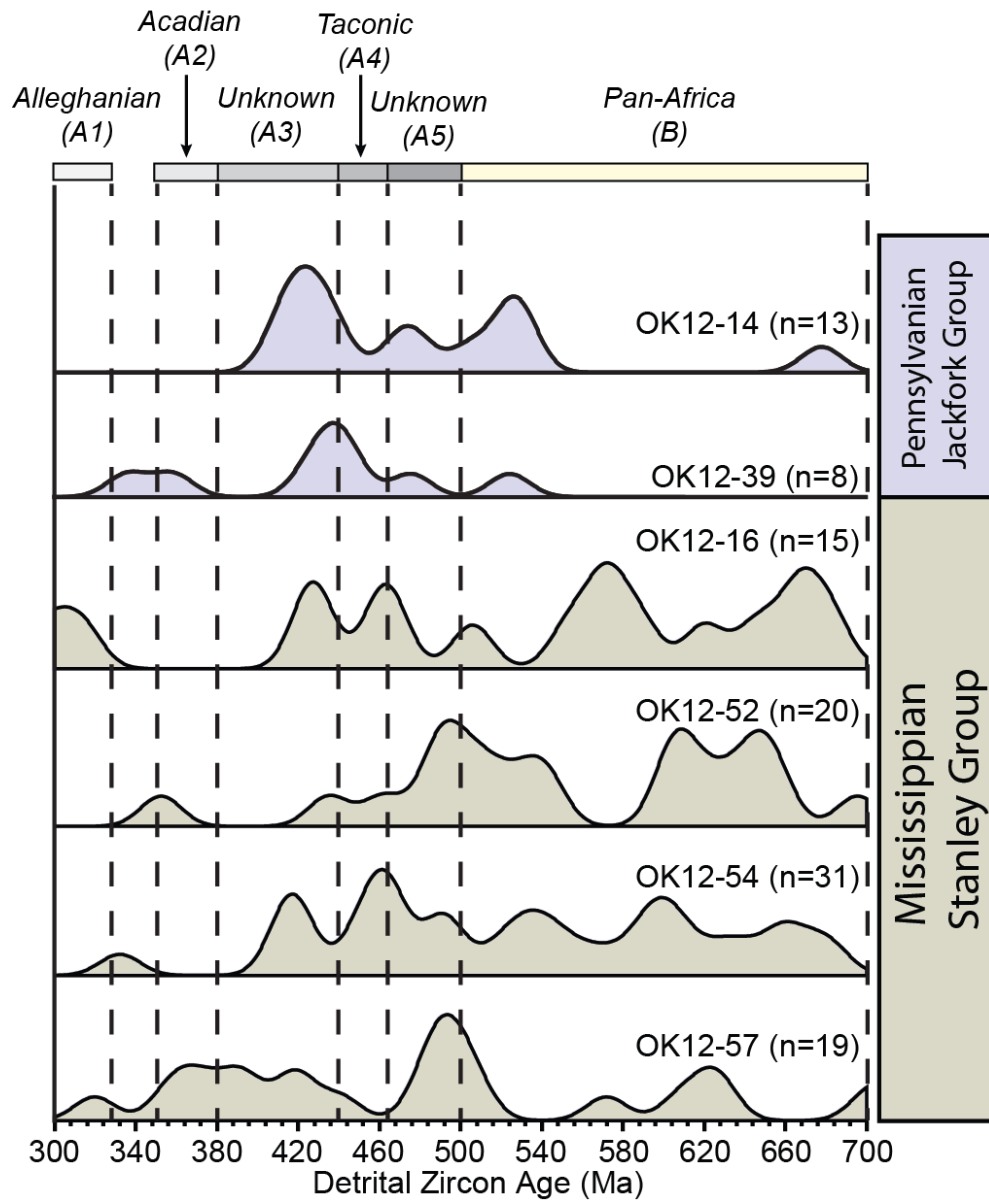 Acadian
(A2)
Taconic
(A4)
Alleghanian
(A1)
Unknown
(A3)
Unknown
(A5)
Pan-Africa
(B)
OK12-14 (n=13)
OK12-39 (n=8)
Pennsylvanian
Jackfork Group
OK12-16 (n=15)
OK12-52 (n=20)
OK12-54 (n=31)
OK12-57 (n=19)
Mississippian
Stanley Group
300 340 380 420 460 500 540 580 620 660 700
Detrital Zircon Age (Ma)